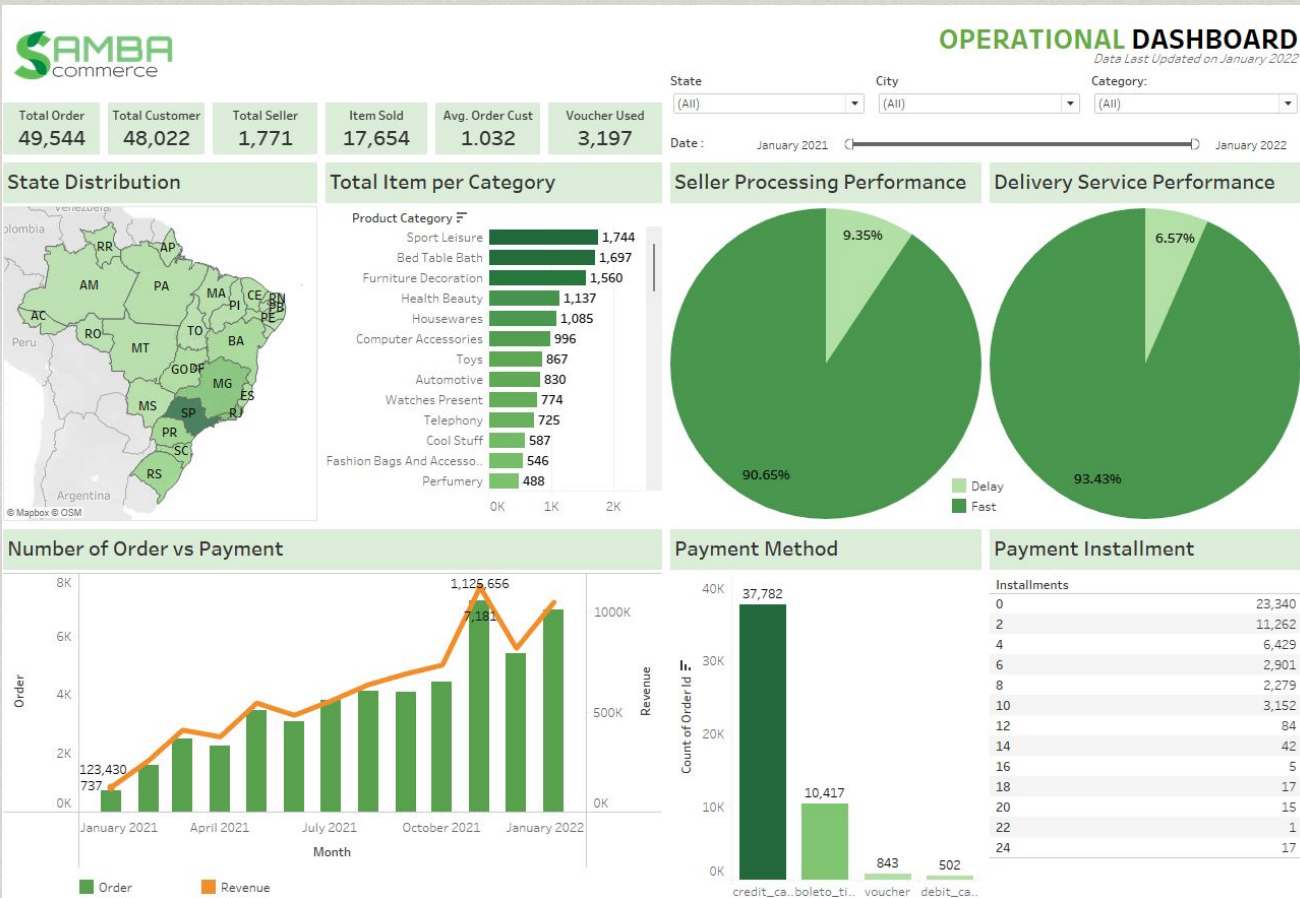 SAMBA
commerce
OPERATIONAL DASHBOARD
Data Last Updated on January 2022
State
City
Category:
(All)
(All)
(All)
Total Order
Total Customer
Total Seller
Item Sold
Avg. Order Cust
Voucher Used
49,544
48,022
1,771
17,654
1.032
3,197
Date :
January 2021
January 2022
State Distribution
Total Item per Category
Seller Processing Performance
Delivery Service Performance
Venezuela
olombia
RR
AP
AM
PA
MA
CE
RN
PI
PB
PE
AC
RO
TO
BA
Peru
MT
GO
DF
MG
ES
MS
SP
RJ
PR
SC
RS
Argentina
© Mapbox © OSM
Product Category
Sport Leisure 1,744
Bed Table Bath 1,697
Furniture Decoration 1,560
Health Beauty 1,137
Housewares 1,085
Computer Accessories 996
Toys 867
Automotive 830
Watches Present 774
Telephony 725
Cool Stuff 587
Fashion Bags And Accesso.. 546
Perfumery 488
0K 1K 2K
9.35%
90.65%
Delay
Fast
6.57%
93.43%
Number of Order vs Payment
Payment Method
Payment Installment
8K
6K
4K
2K
0K
Order
1,125,656
7,181
123,430
737
1000K
500K
0K
Revenue
January 2021
April 2021
July 2021
October 2021
January 2022
Month
Order
Revenue
40K
30K
20K
10K
0K
Count of Order Id
37,782
10,417
843
502
credit_ca..
boleto_ti..
voucher
debit_ca..
Installments
0 23,340
2 11,262
4 6,429
6 2,901
8 2,279
10 3,152
12 84
14 42
16 5
18 17
20 15
22 1
24 17